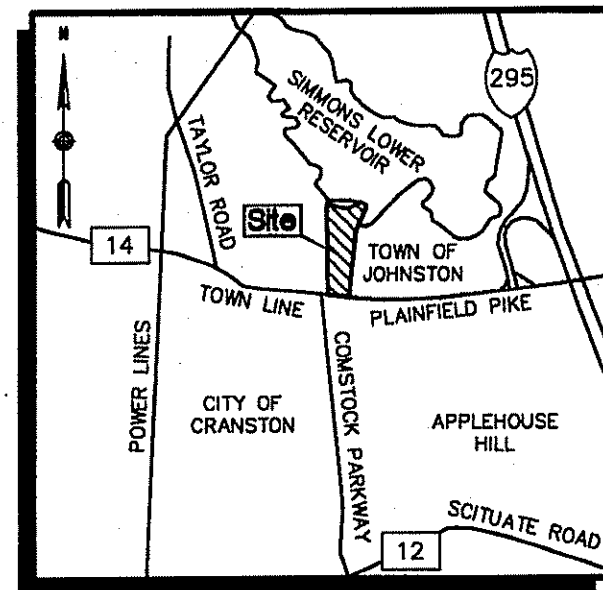 N
295
SIMMONS LOWER
RESERVOIR
TAYLOR ROAD
Site
14
TOWN OF
JOHNSTON
TOWN LINE
PLAINFIELD PIKE
POWER LINES
CITY OF
CRANSTON
COMSTOCK PARKWAY
APPLEHOUSE
HILL
SCITUATE ROAD
12